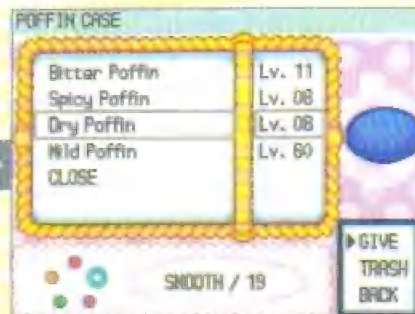 POFFIN CASE
Bitter Poffin Lv. 11
Spicy Poffin Lv. 08
Dry Poffin Lv. 08
Mild Poffin Lv. 60
CLOSE
SMOOTH / 19
GIVE
TRASH
BACK